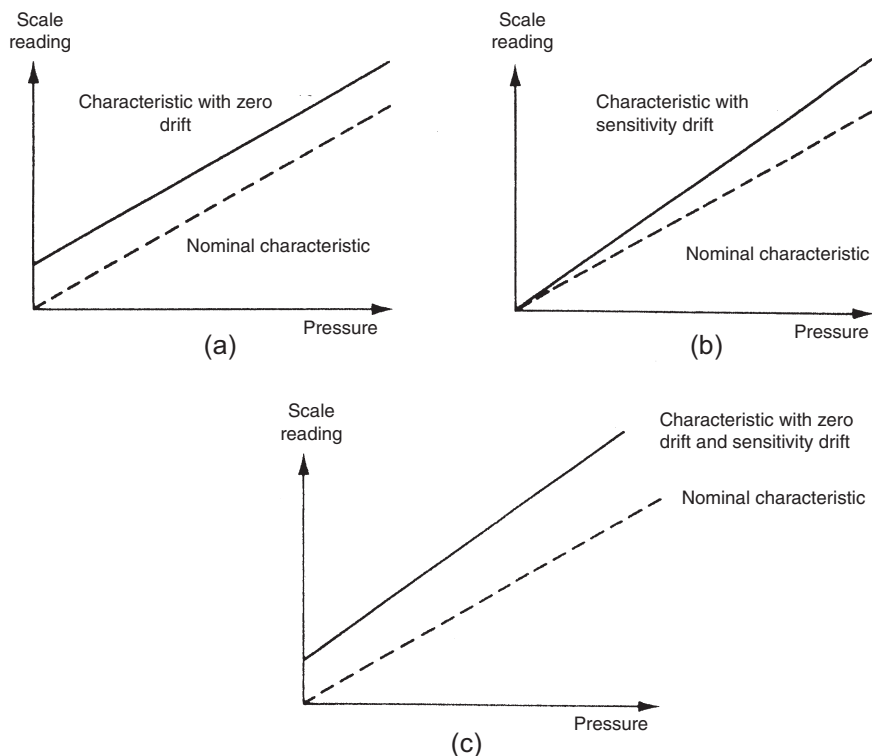 Scale
reading
Characteristic with zero
drift
Nominal characteristic
Pressure
(a)
Scale
reading
Characteristic with
sensitivity drift
Nominal characteristic
Pressure
(b)
Scale
reading
Characteristic with zero
drift and sensitivity drift
Nominal characteristic
Pressure
(c)